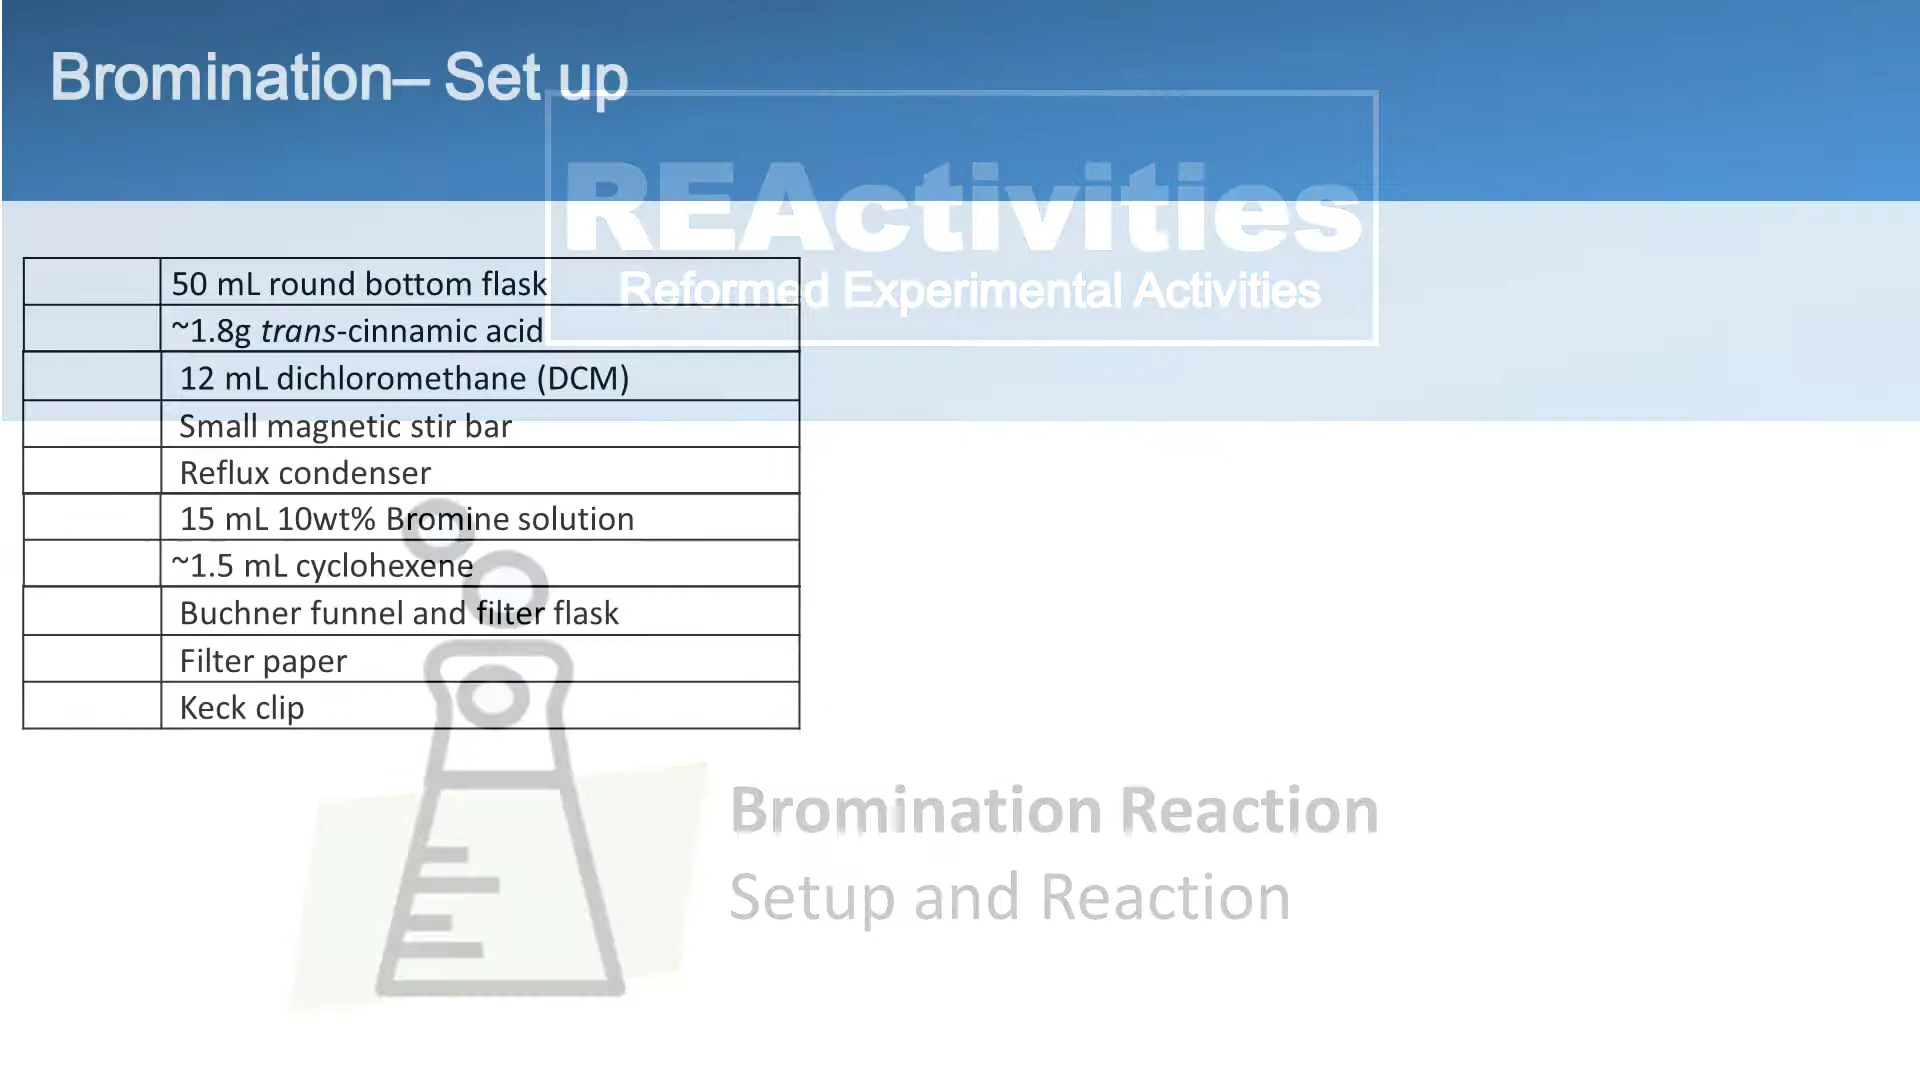 Bromination– Set up
REActivities
Reformed Experimental Activities
50 mL round bottom flask
~1.8g trans-cinnamic acid
12 mL dichloromethane (DCM)
Small magnetic stir bar
Reflux condenser
15 mL 10wt% Bromine solution
~1.5 mL cyclohexene
Buchner funnel and filter flask
Filter paper
Keck clip
Bromination Reaction
Setup and Reaction